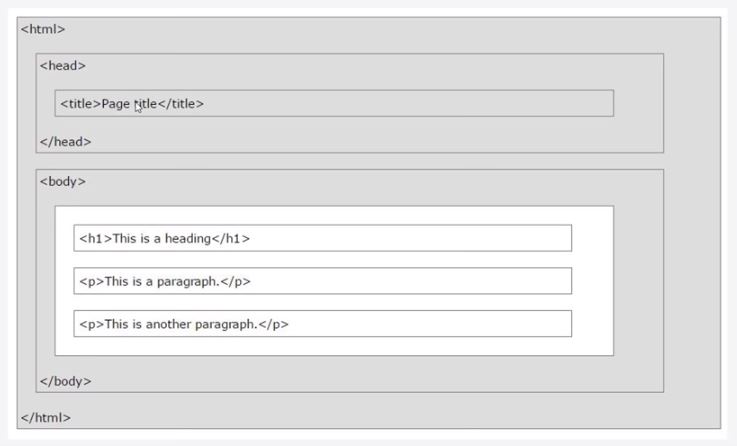 <html>
<head>
<title>Page title</title>
</head>
<body>
<h1>This is a heading</h1>
<p>This is a paragraph.</p>
<p>This is another paragraph.</p>
</body>
</html>